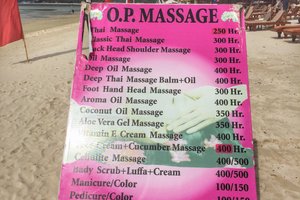 O.P. MASSAGE
Thai Massage 250 Hr.
Classic Thai Massage 300 Hr.
Back Head Shoulder Massage 300 Hr.
Oil Massage 300 Hr.
Deep Oil Massage 400 Hr.
Deep Thai Massage Balm+Oil 400 Hr.
Foot Hand Head Massage 300 Hr.
Aroma Oil Massage 400 Hr.
Coconut Oil Massage 350 Hr.
Aloe Vera Gel Massage 350 Hr.
Vitamin E Cream Massage 400 Hr.
Cream+Cucumber Massage 400 Hr.
Cellulite Massage 400/500
Body Scrub+Luffa+Cream 400/500
Manicure/Color 100/150
Pedicure/Color 100/150